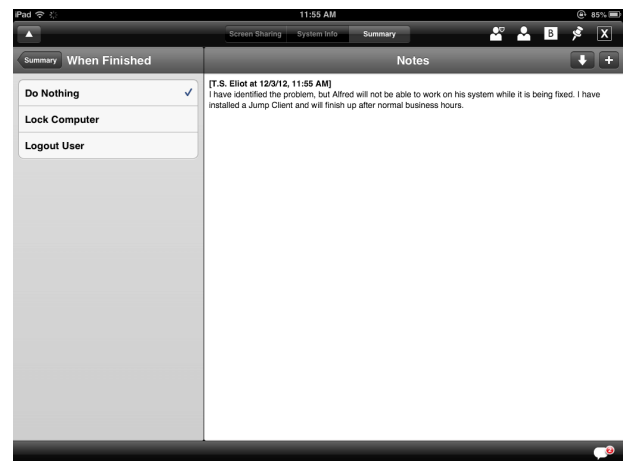 iPad 11:55 AM 85%
Screen Sharing System Info Summary B X
Summary When Finished Notes +
Do Nothing
Lock Computer
Logout User
[T.S. Eliot at 12/3/12, 11:55 AM]
I have identified the problem, but Alfred will not be able to work on his system while it is being fixed. I have
installed a Jump Client and will finish up after normal business hours.